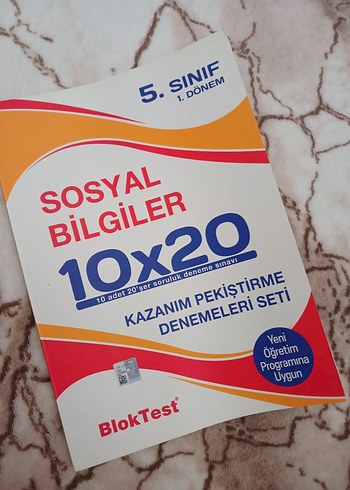 5. SINIF
1. DÖNEM
SOSYAL
BİLGİLER
10x20
10 adet 20'şer soruluk deneme sınavı
KAZANIM PEKİŞTİRME
DENEMELERİ SETİ
Yeni
Öğretim
Programına
Uygun
BlokTest®